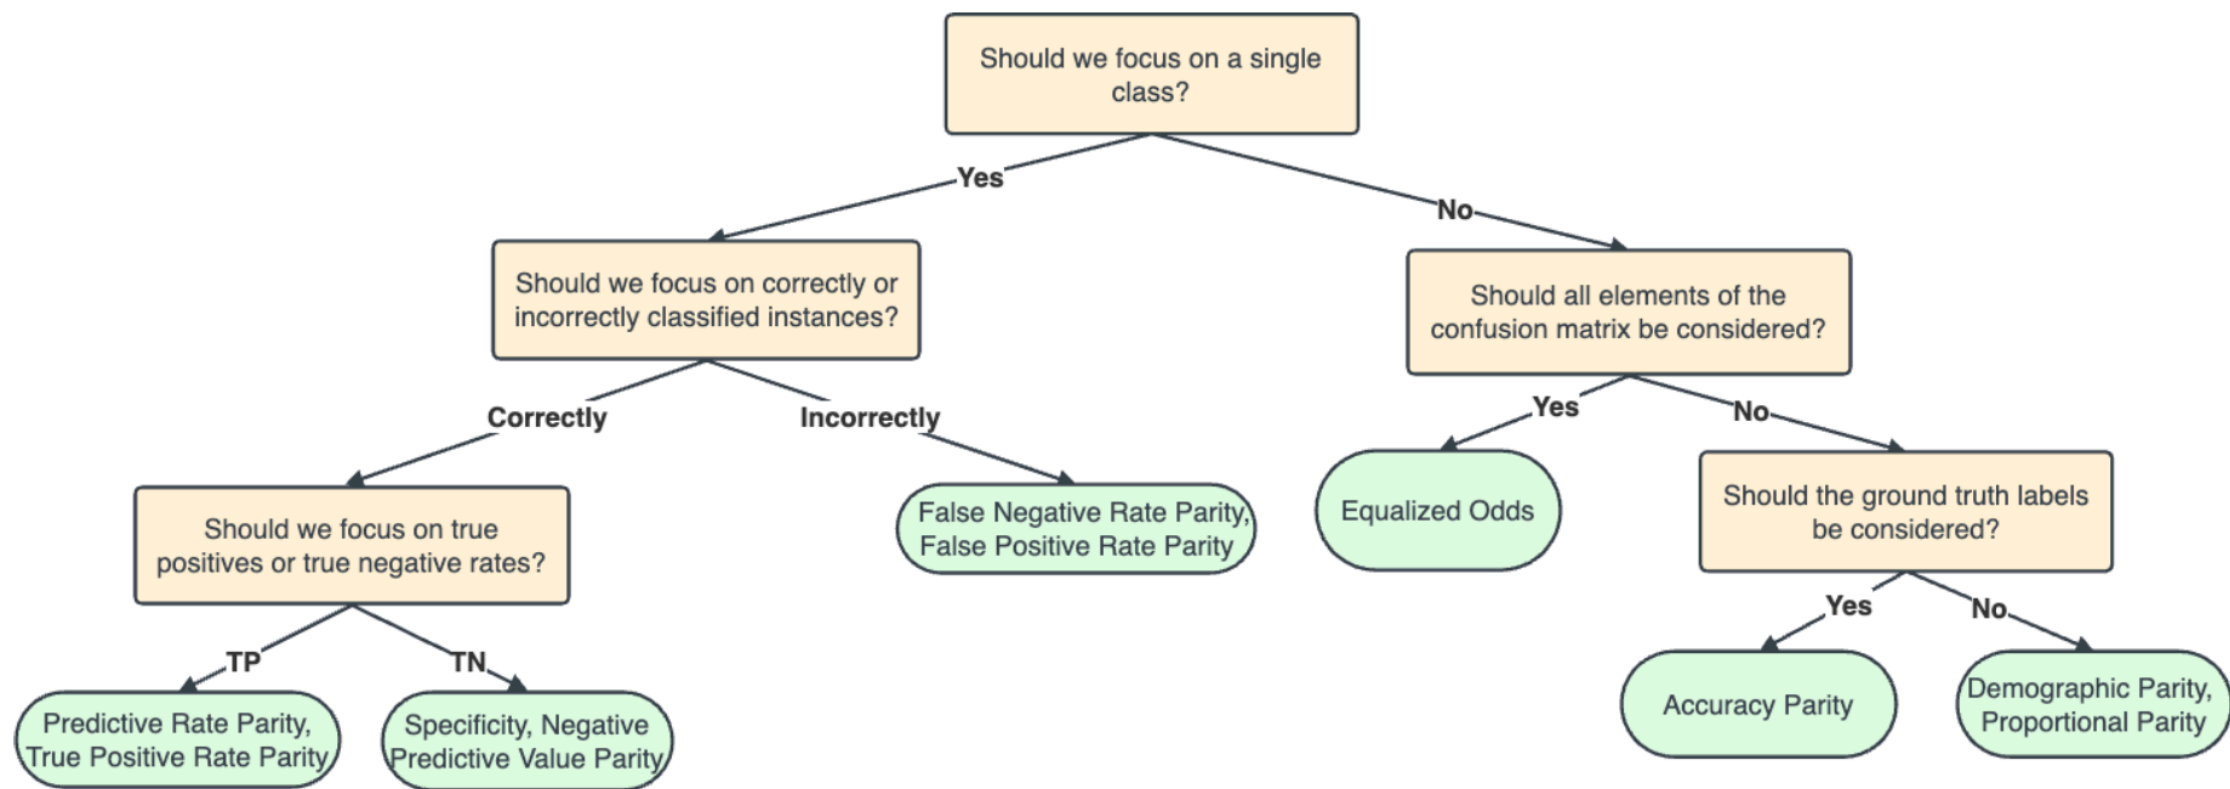 Should we focus on a single
class?
Yes
No
Should we focus on correctly or
incorrectly classified instances?
Should all elements of the
confusion matrix be considered?
Correctly
Incorrectly
Yes
No
Should we focus on true
positives or true negative rates?
False Negative Rate Parity,
False Positive Rate Parity
Equalized Odds
Should the ground truth labels
be considered?
TP
TN
Yes
No
Predictive Rate Parity,
True Positive Rate Parity
Specificity, Negative
Predictive Value Parity
Accuracy Parity
Demographic Parity,
Proportional Parity